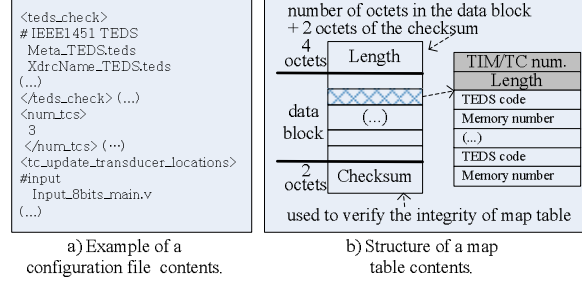 <teds_check>
# IEEE1451 TEDS
Meta_TEDS.teds
XdrcName_TEDS.teds
(...)
</teds_check> (...)
<num_tcs>
3
</num_tcs> (...)
<tc_update_transducer_locations>
#input
Input_8bits_main.v
(...)
a) Example of a
configuration file contents.
number of octets in the data block
+ 2 octets of the checksum
4
octets
Length
data
block
(...)
2
octets
Checksum
TIM/TC num.
Length
TEDS code
Memory number
(...)
TEDS code
Memory number
used to verify the integrity of map table
b) Structure of a map
table contents.